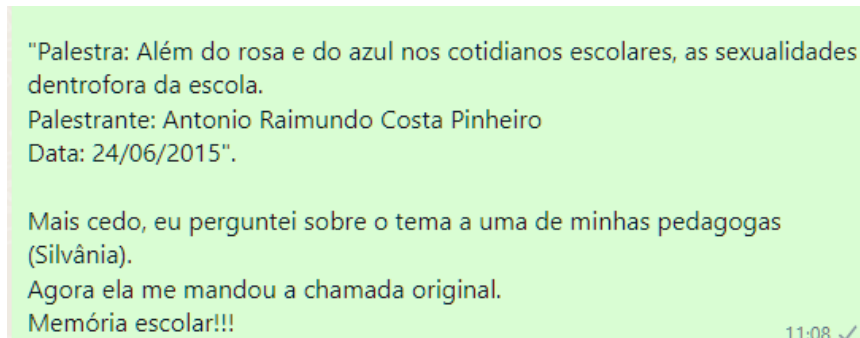 "Palestra: Além do rosa e do azul nos cotidianos escolares, as sexualidades
dentrofora da escola.
Palestrante: Antonio Raimundo Costa Pinheiro
Data: 24/06/2015".
Mais cedo, eu perguntei sobre o tema a uma de minhas pedagogas
(Silvânia).
Agora ela me mandou a chamada original.
Memória escolar!!!
11:08